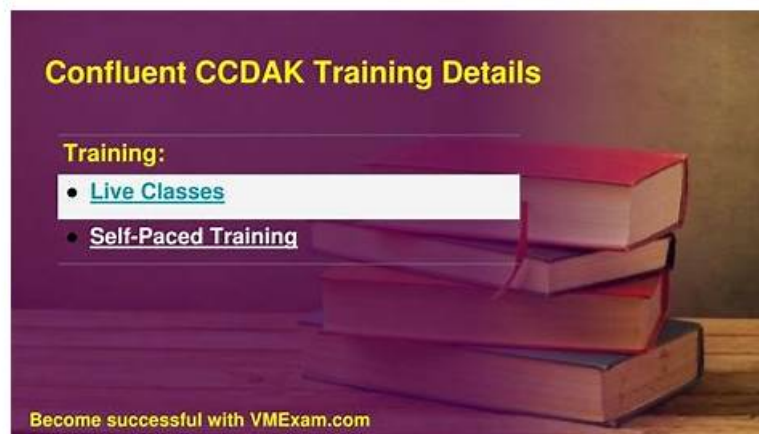 Confluent CCDAK Training Details
Training:
● Live Classes
● Self-Paced Training
Become successful with VMExam.com